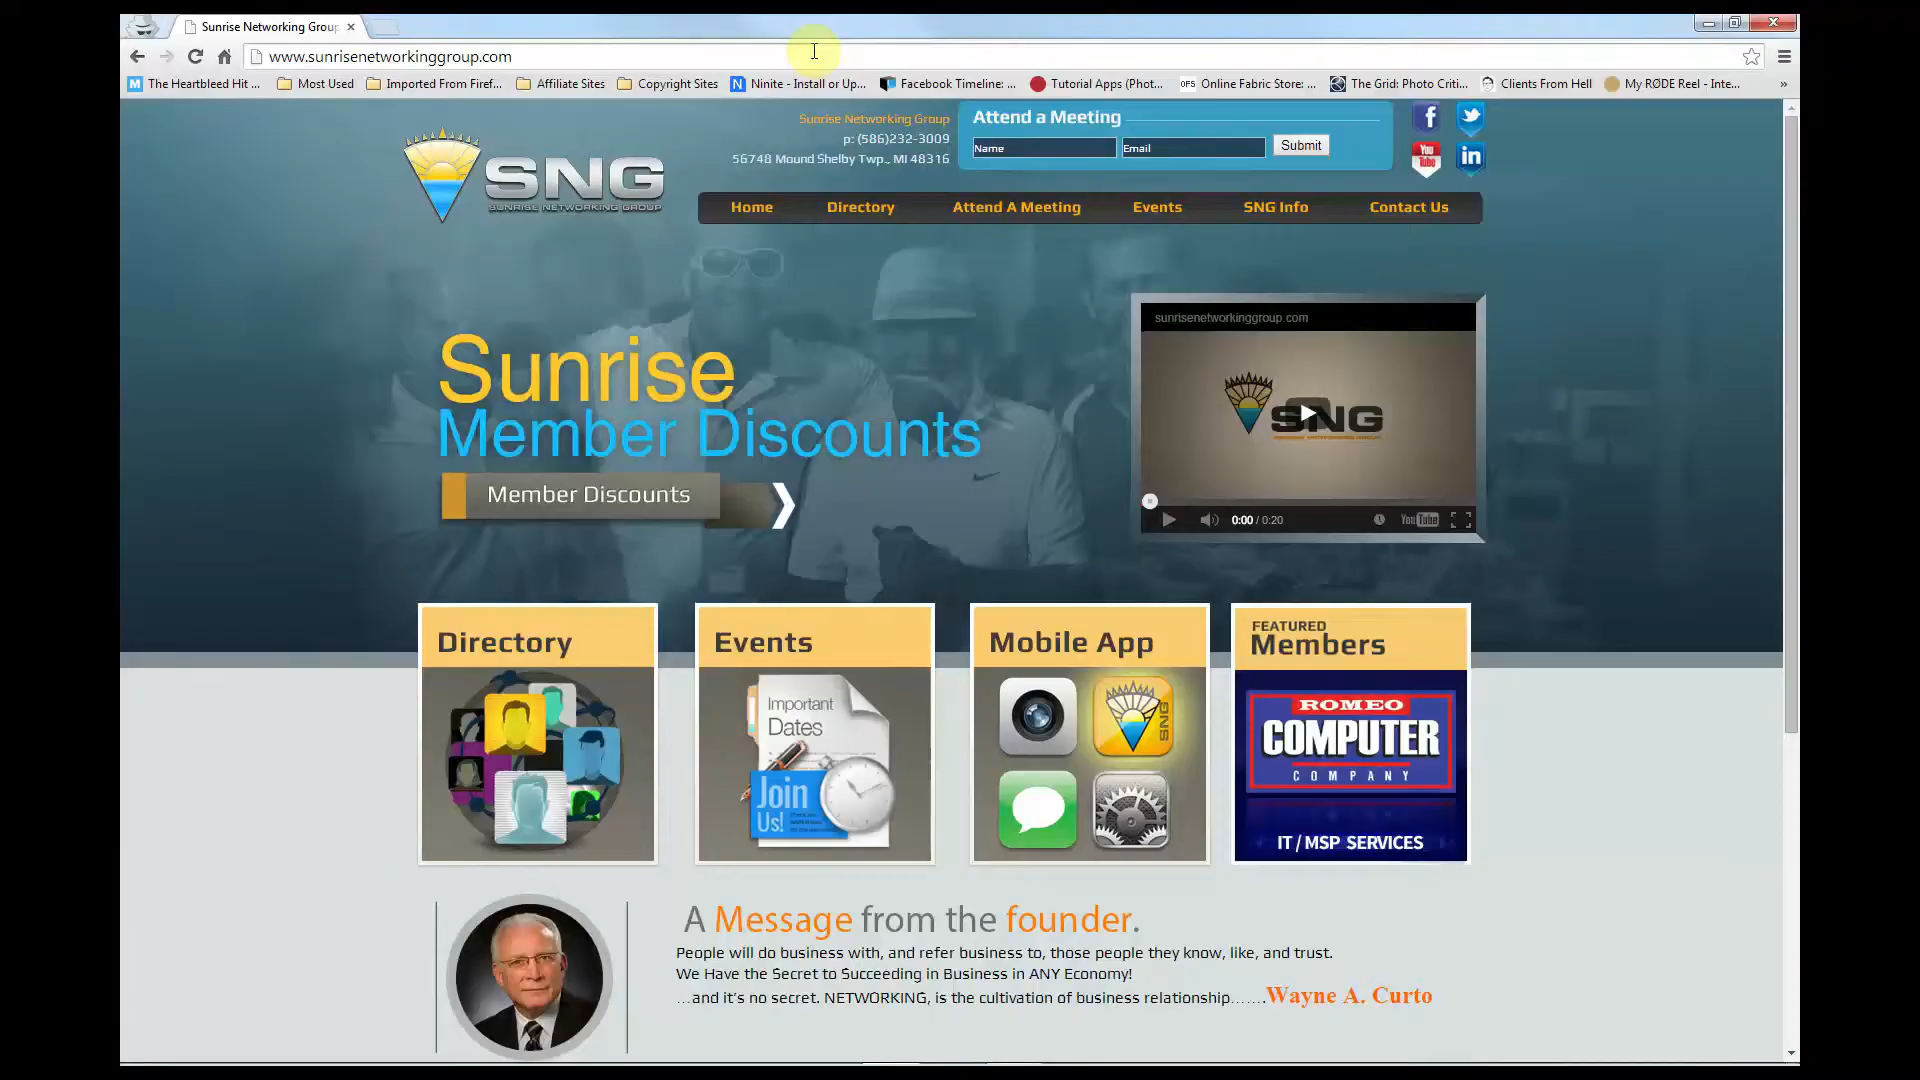 Sunrise Networking Group
www.sunrisenetworkinggroup.com
The Heartbleed Hit ...
Most Used
Imported From Firef...
Affiliate Sites
Copyright Sites
Ninite - Install or Up...
Facebook Timeline: ...
Tutorial Apps (Phot...
OFS Online Fabric Store: ...
The Grid: Photo Criti...
Clients From Hell
My RØDE Reel - Inte...
»
SNG
SUNRISE NETWORKING GROUP
Sunrise Networking Group
p: (586)232-3009
56748 Mound Shelby Twp., MI 48316
Attend a Meeting
Name
Email
Submit
You
Tube
in
Home
Directory
Attend A Meeting
Events
SNG Info
Contact Us
Sunrise
Member Discounts
Member Discounts
sunrisenetworkinggroup.com
SNG
0:00 / 0:20
YouTube
Directory
Events
Important
Dates
Join
Us!
Mobile App
SNG
FEATURED
Members
ROMEO
COMPUTER
COMPANY
IT / MSP SERVICES
A Message from the founder.
People will do business with, and refer business to, those people they know, like, and trust.
We Have the Secret to Succeeding in Business in ANY Economy!
...and it's no secret. NETWORKING, is the cultivation of business relationship.......Wayne A. Curto